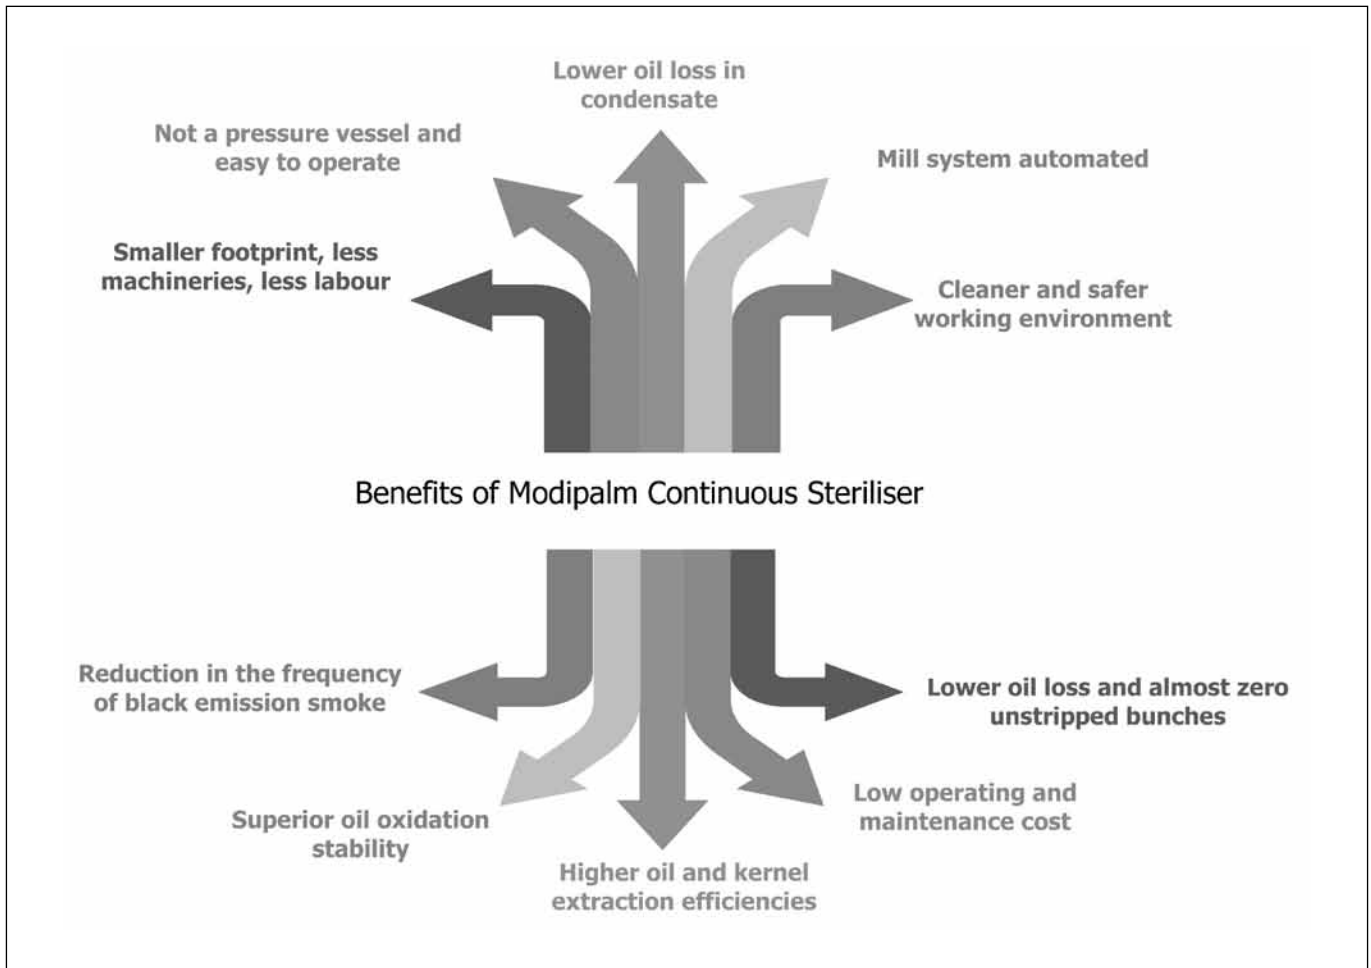 Lower oil loss in
condensate
Not a pressure vessel and
easy to operate
Mill system automated
Smaller footprint, less
machineries, less labour
Cleaner and safer
working environment
Benefits of Modipalm Continuous Steriliser
Reduction in the frequency
of black emission smoke
Lower oil loss and almost zero
unstripped bunches
Superior oil oxidation
stability
Low operating and
maintenance cost
Higher oil and kernel
extraction efficiencies